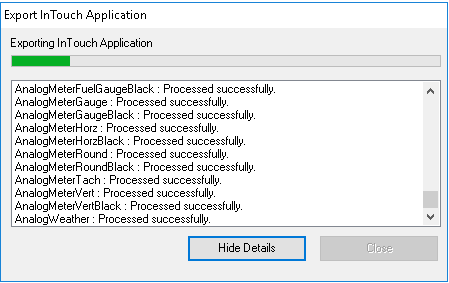 Export InTouch Application
Exporting InTouch Application
AnalogMeterFuelGaugeBlack : Processed successfully.
AnalogMeterGauge : Processed successfully.
AnalogMeterGaugeBlack : Processed successfully.
AnalogMeterHorz : Processed successfully.
AnalogMeterHorzBlack : Processed successfully.
AnalogMeterRound : Processed successfully.
AnalogMeterRoundBlack : Processed successfully.
AnalogMeterTach : Processed successfully.
AnalogMeterVert : Processed successfully.
AnalogMeterVertBlack : Processed successfully.
AnalogWeather : Processed successfully.
Hide Details
Close